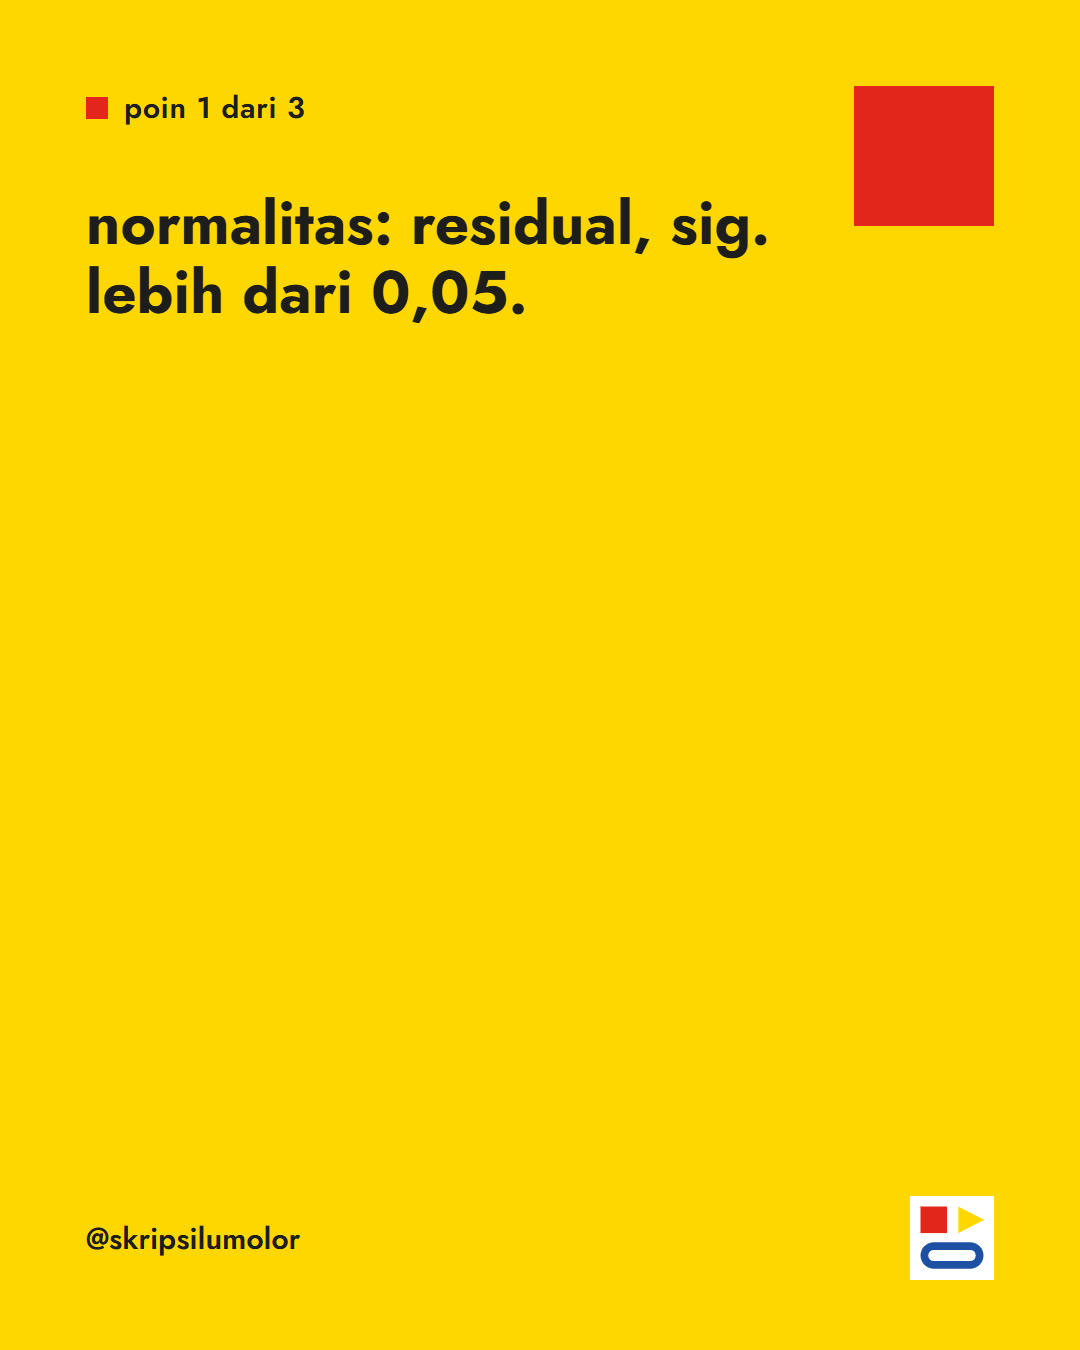 poin 1 dari 3
normalitas: residual, sig.
lebih dari 0,05.
@skripsilumolor